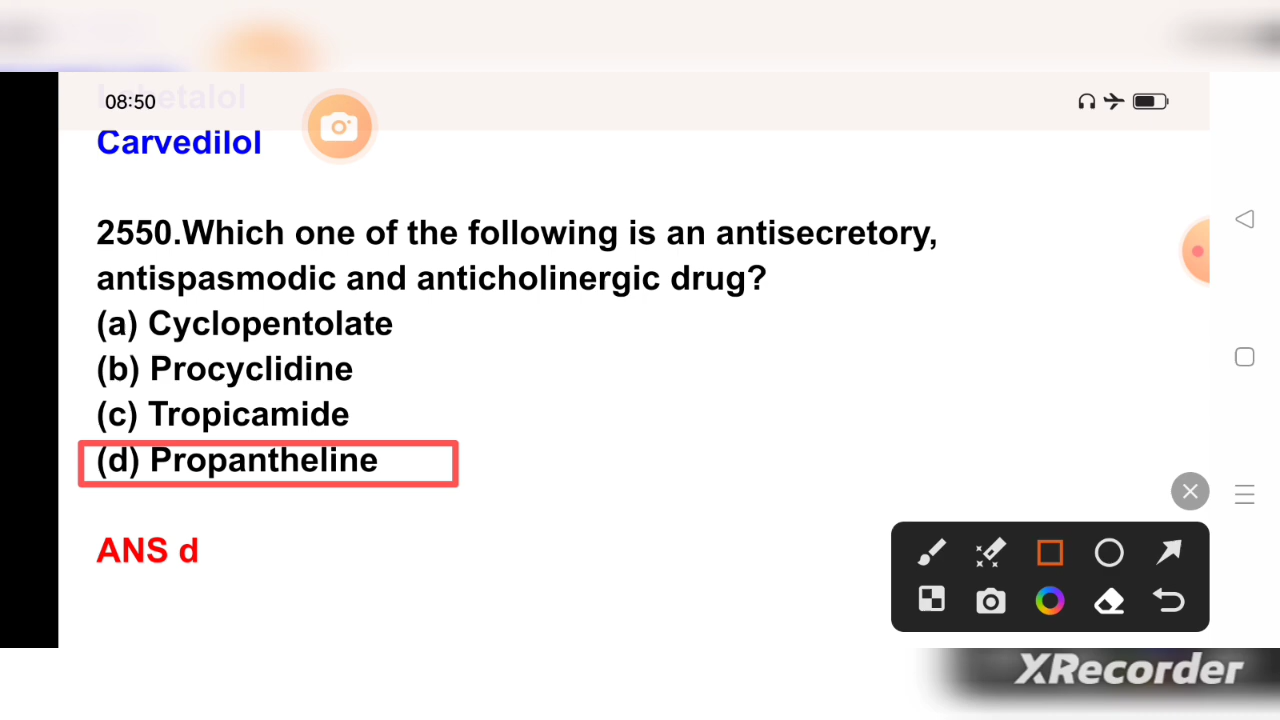 Labetalol
08:50
Carvedilol
2550.Which one of the following is an antisecretory,
antispasmodic and anticholinergic drug?
(a) Cyclopentolate
(b) Procyclidine
(c) Tropicamide
(d) Propantheline
ANS d
XRecorder